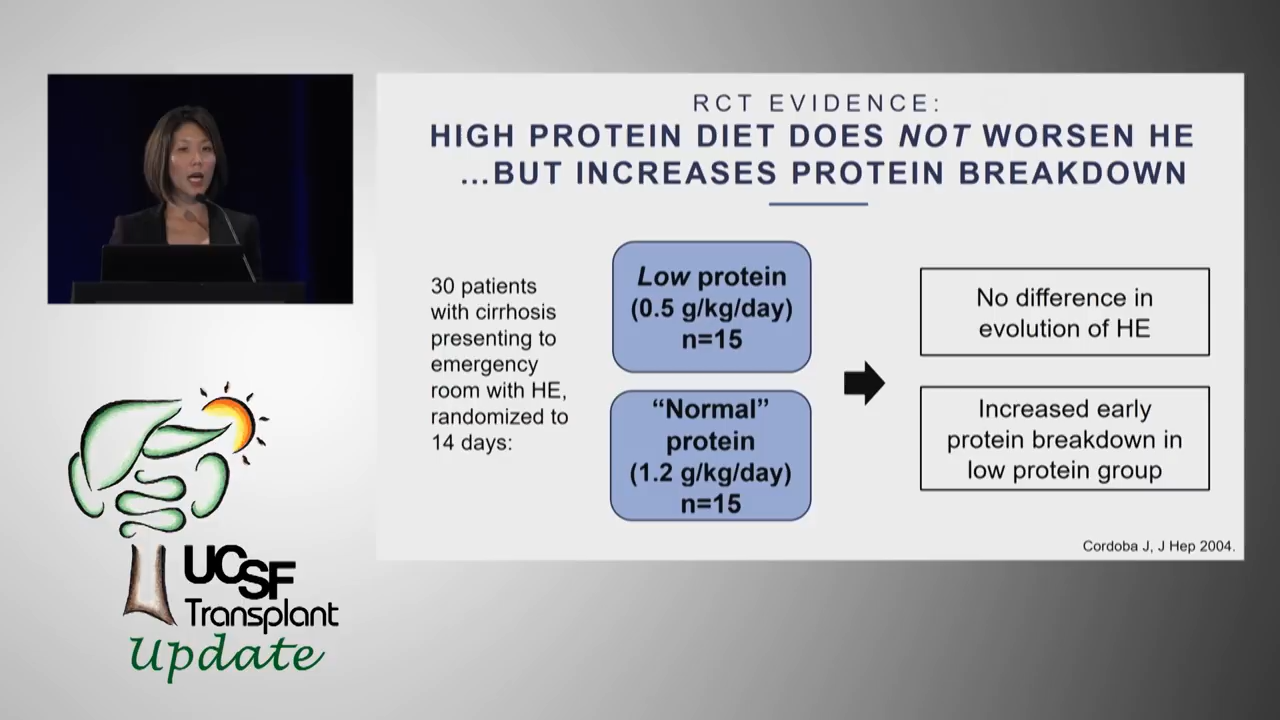 RCT EVIDENCE:
HIGH PROTEIN DIET DOES NOT WORSEN HE
...BUT INCREASES PROTEIN BREAKDOWN
30 patients
with cirrhosis
presenting to
emergency
room with HE,
randomized to
14 days:
Low protein
(0.5 g/kg/day)
n=15
“Normal”
protein
(1.2 g/kg/day)
n=15
No difference in
evolution of HE
Increased early
protein breakdown in
low protein group
Cordoba J, J Hep 2004.
UCSF
Transplant
Update